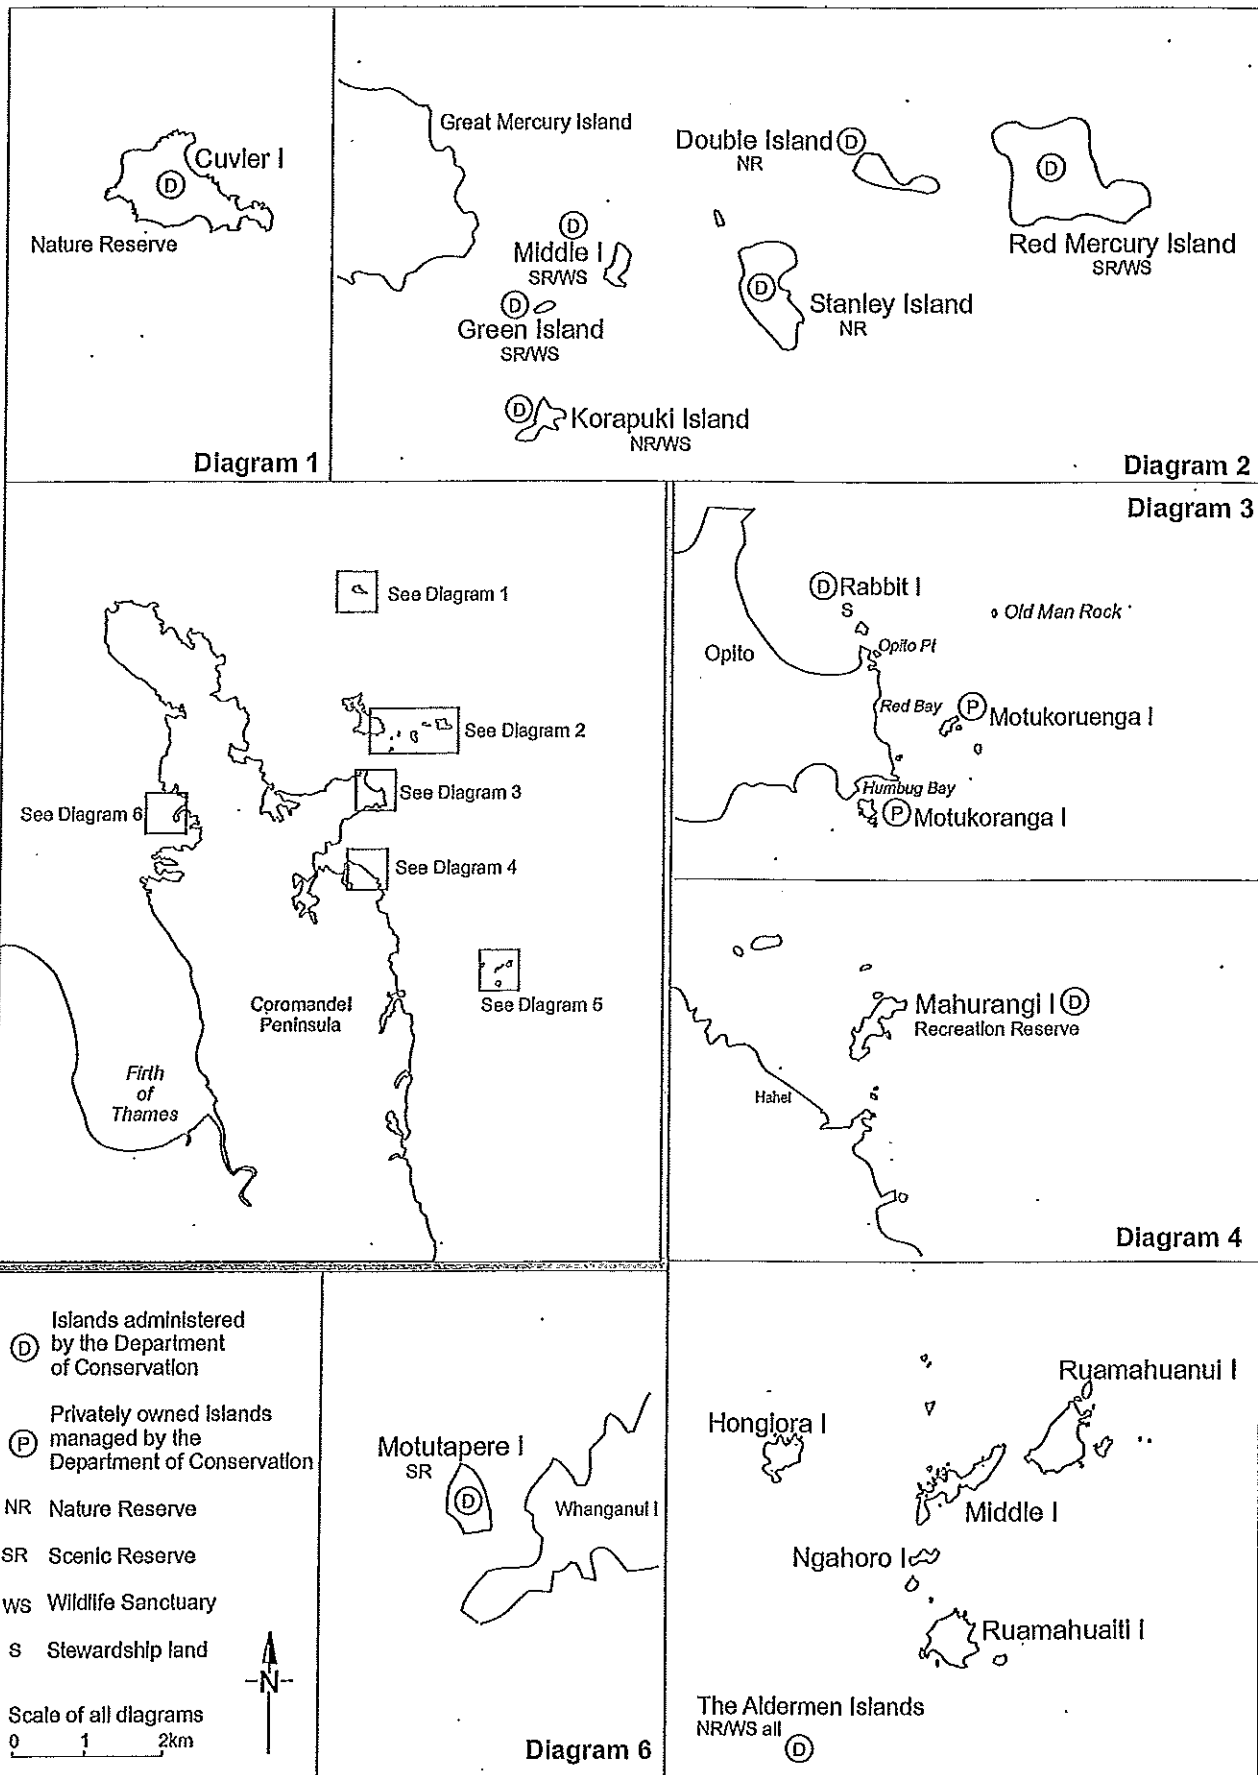 Cuvier I
D
Nature Reserve
Diagram 1
Great Mercury Island
Double Island D
NR
D
Red Mercury Island
SR/WS
D
Middle I
SR/WS
D
Green Island
SR/WS
D
Stanley Island
NR
D
Korapuki Island
NR/WS
Diagram 2
See Diagram 1
See Diagram 2
See Diagram 3
See Diagram 6
See Diagram 4
See Diagram 5
Coromandel
Peninsula
Firth
of
Thames
Diagram 3
D Rabbit I
S
Old Man Rock
Opito
Opito Pt
Red Bay
P Motukoruenga I
Humbug Bay
P Motukoranga I
Mahurangi I D
Recreation Reserve
Hahei
Diagram 4
D
Islands administered
by the Department
of Conservation
P
Privately owned Islands
managed by the
Department of Conservation
NR Nature Reserve
SR Scenic Reserve
WS Wildlife Sanctuary
S Stewardship land
N
Scale of all diagrams
0 1 2km
Motutapere I
SR
D
Whanganui I
Diagram 6
Ruamahuanui I
Hongiora I
Middle I
Ngahoro I
Ruamahuaiti I
The Aldermen Islands
NR/WS all
D